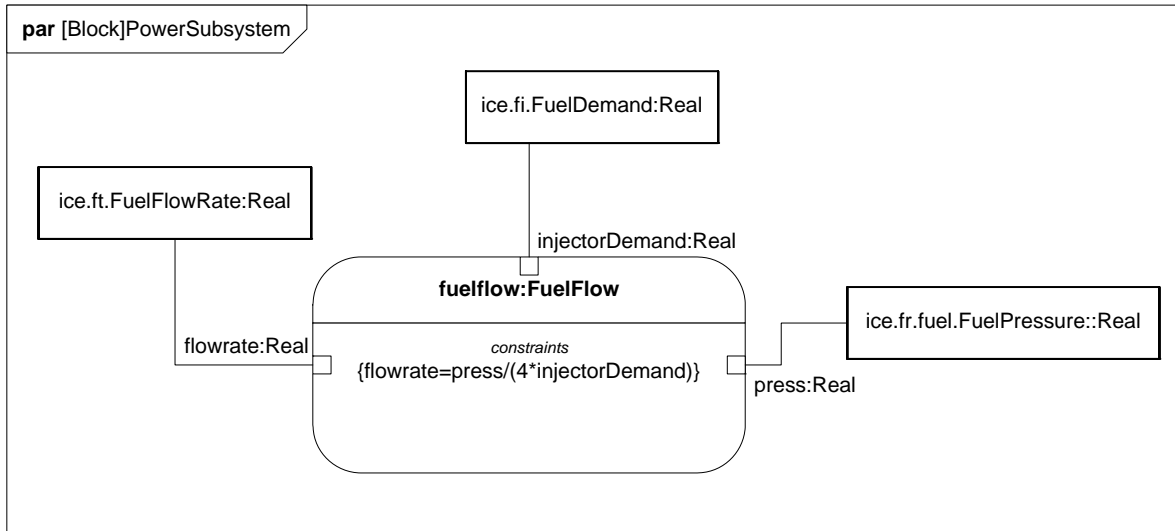 par [Block]PowerSubsystem
ice.fi.FuelDemand:Real
ice.ft.FuelFlowRate:Real
injectorDemand:Real
fuelflow:FuelFlow
ice.fr.fuel.FuelPressure::Real
flowrate:Real
constraints
{flowrate=press/(4*injectorDemand)}
press:Real